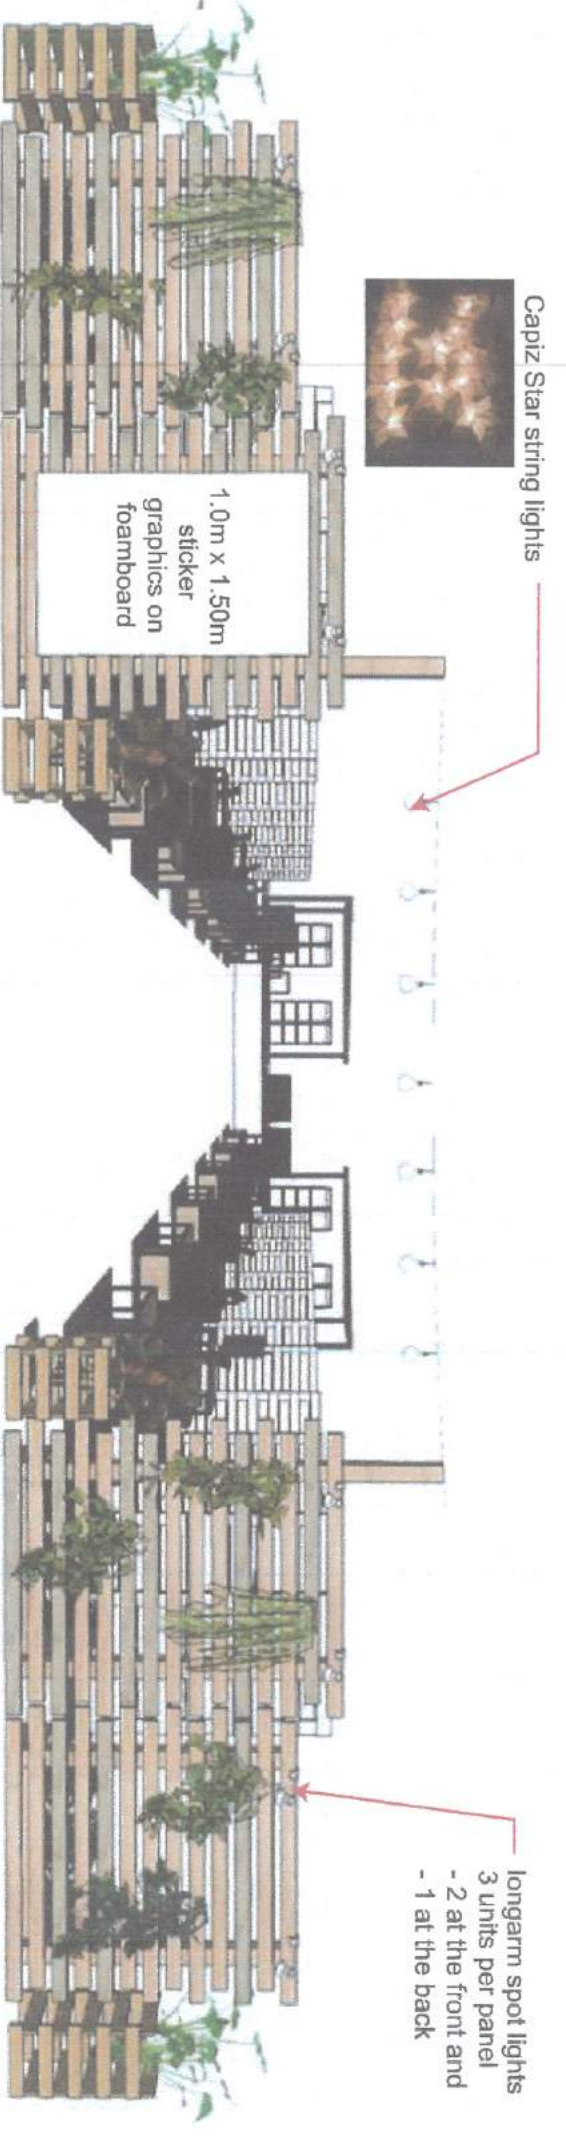 Capiz Star string lights
1.0m x 1.50m
sticker
graphics on
foamboard
longarm spot lights
3 units per panel
- 2 at the front and
- 1 at the back